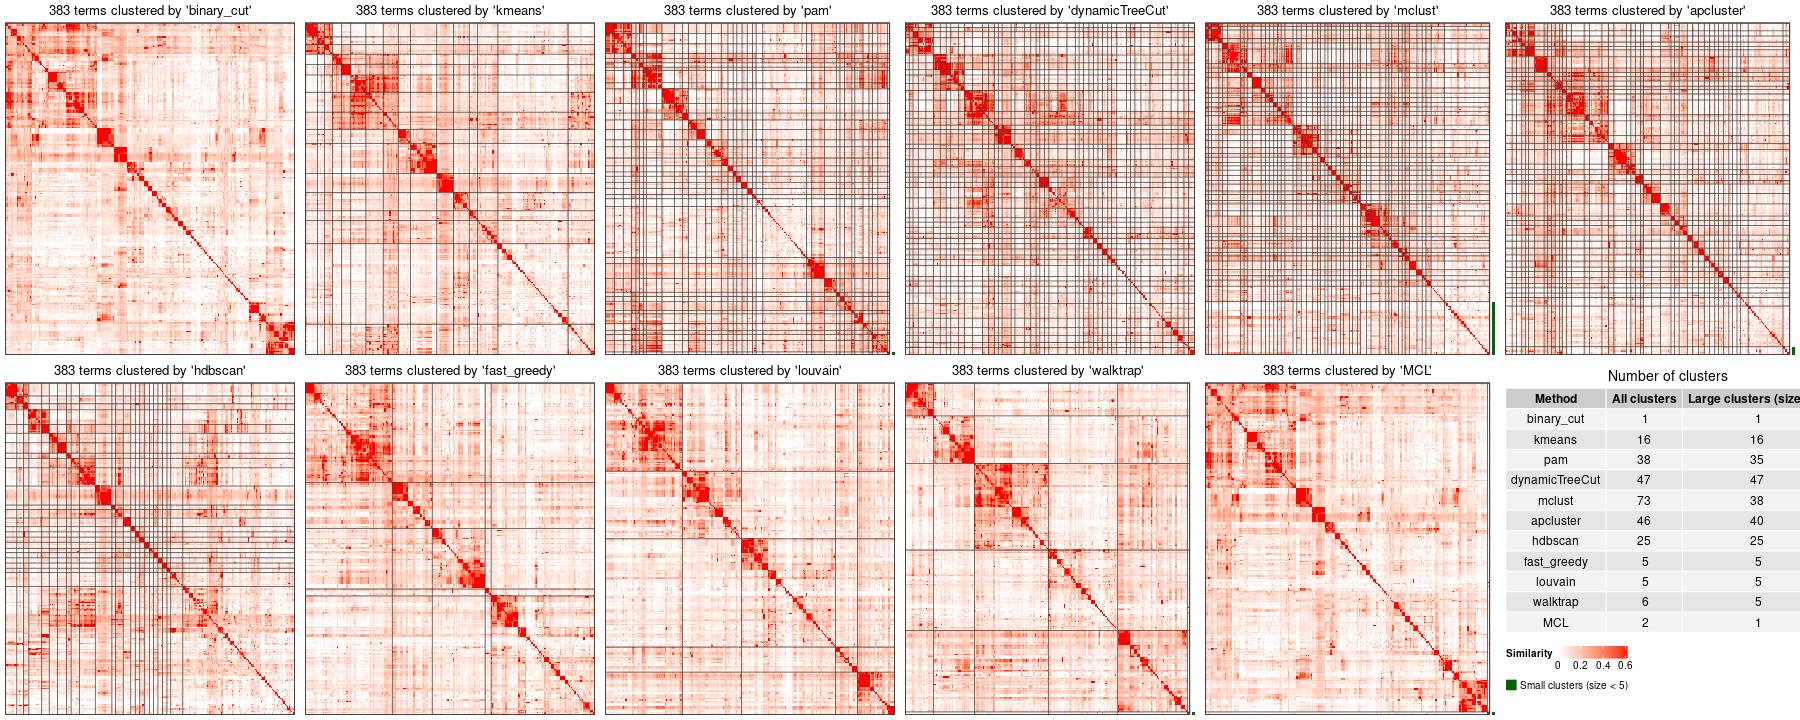 383 terms clustered by 'binary_cut'
383 terms clustered by 'kmeans'
383 terms clustered by 'pam'
383 terms clustered by 'dynamicTreeCut'
383 terms clustered by 'mclust'
383 terms clustered by 'apcluster'
383 terms clustered by 'hdbscan'
383 terms clustered by 'fast_greedy'
383 terms clustered by 'louvain'
383 terms clustered by 'walktrap'
383 terms clustered by 'MCL'
Number of clusters
Method All clusters Large clusters (size
binary_cut 1 1
kmeans 16 16
pam 38 35
dynamicTreeCut 47 47
mclust 73 38
apcluster 46 40
hdbscan 25 25
fast_greedy 5 5
louvain 5 5
walktrap 6 5
MCL 2 1
Similarity
0 0.2 0.4 0.6
Small clusters (size < 5)